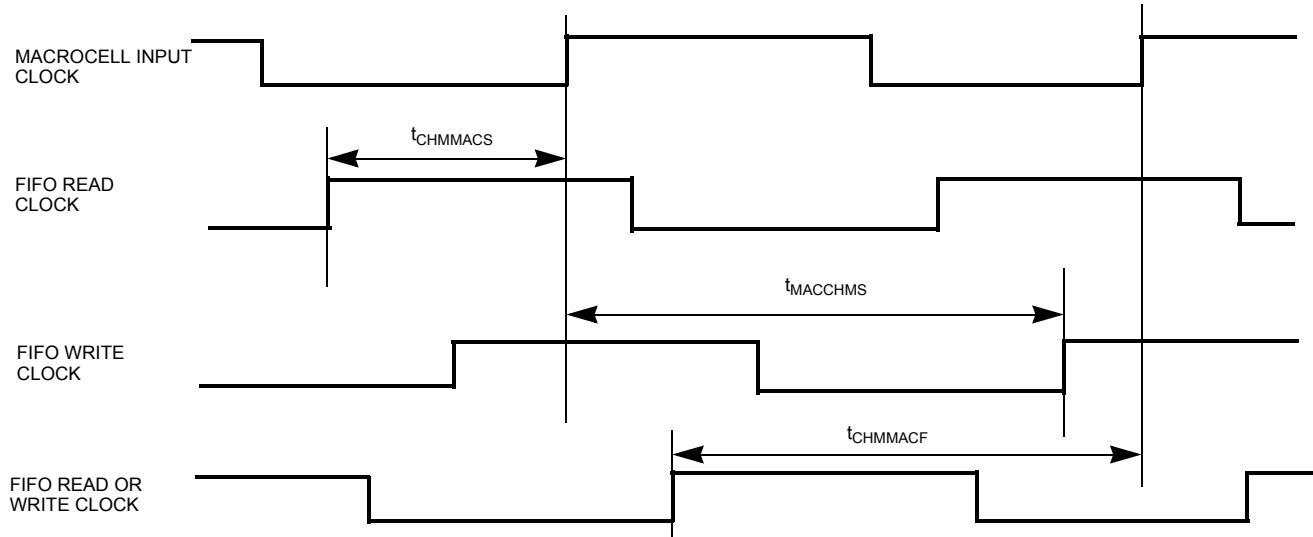 MACROCELL INPUT
CLOCK
tCHMMACS
FIFO READ
CLOCK
tMACCHMS
FIFO WRITE
CLOCK
tCHMMACF
FIFO READ OR
WRITE CLOCK